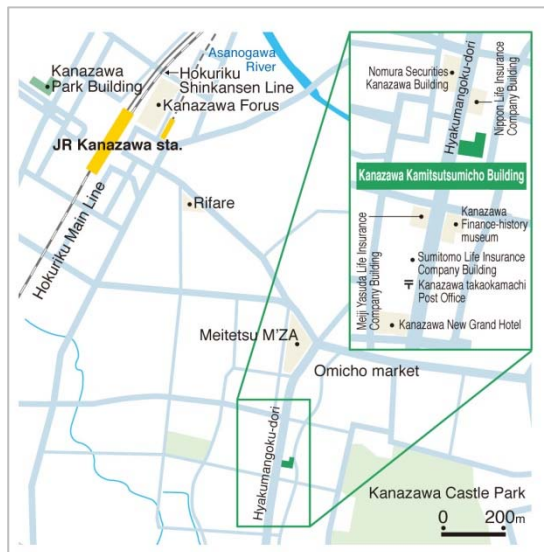 Kanazawa
Park Building
Asanogawa
River
Hokuriku
Shinkansen Line
Kanazawa Forus
JR Kanazawa sta.
Hokuriku Main Line
Rifare
Meitetsu M'ZA
Omicho market
Hyakumangoku-dori
Kanazawa Castle Park
0 200m
Nomura Securities
Kanazawa Building
Hyakumangoku-dori
Nippon Life Insurance
Company Building
Kanazawa Kamitsutsumicho Building
Meiji Yasuda Life Insurance
Company Building
Kanazawa
Finance-history
museum
Sumitomo Life Insurance
Company Building
〒 Kanazawa takaokamachi
Post Office
Kanazawa New Grand Hotel